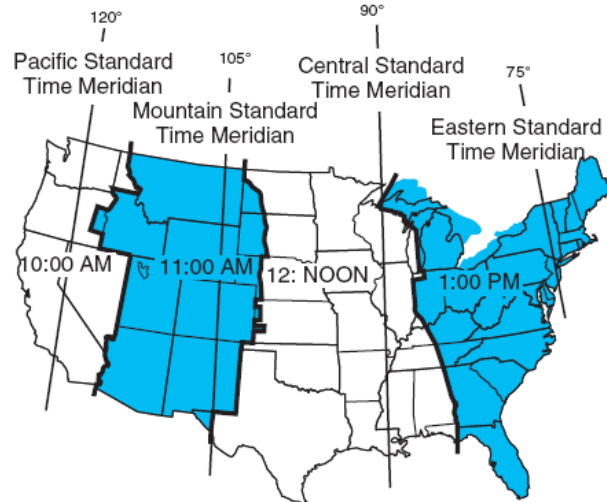 120°
Pacific Standard
Time Meridian
105°
Mountain Standard
Time Meridian
90°
Central Standard
Time Meridian
75°
Eastern Standard
Time Meridian
10:00 AM
11:00 AM
12: NOON
1:00 PM